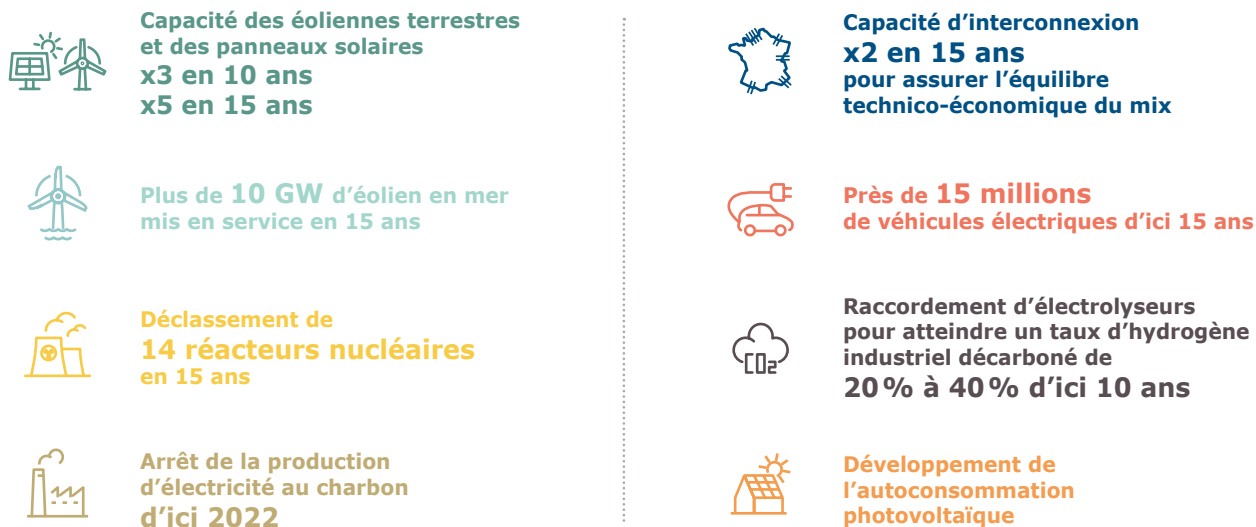 Capacité des éoliennes terrestres
et des panneaux solaires
x3 en 10 ans
x5 en 15 ans
Plus de 10 GW d’éolien en mer
mis en service en 15 ans
Déclassement de
14 réacteurs nucléaires
en 15 ans
Arrêt de la production
d’électricité au charbon
d’ici 2022
Capacité d’interconnexion
x2 en 15 ans
pour assurer l’équilibre
technico-économique du mix
Près de 15 millions
de véhicules électriques d’ici 15 ans
CO2
Raccordement d’électrolyseurs
pour atteindre un taux d’hydrogène
industriel décarboné de
20 % à 40 % d’ici 10 ans
Développement de
l’autoconsommation
photovoltaïque